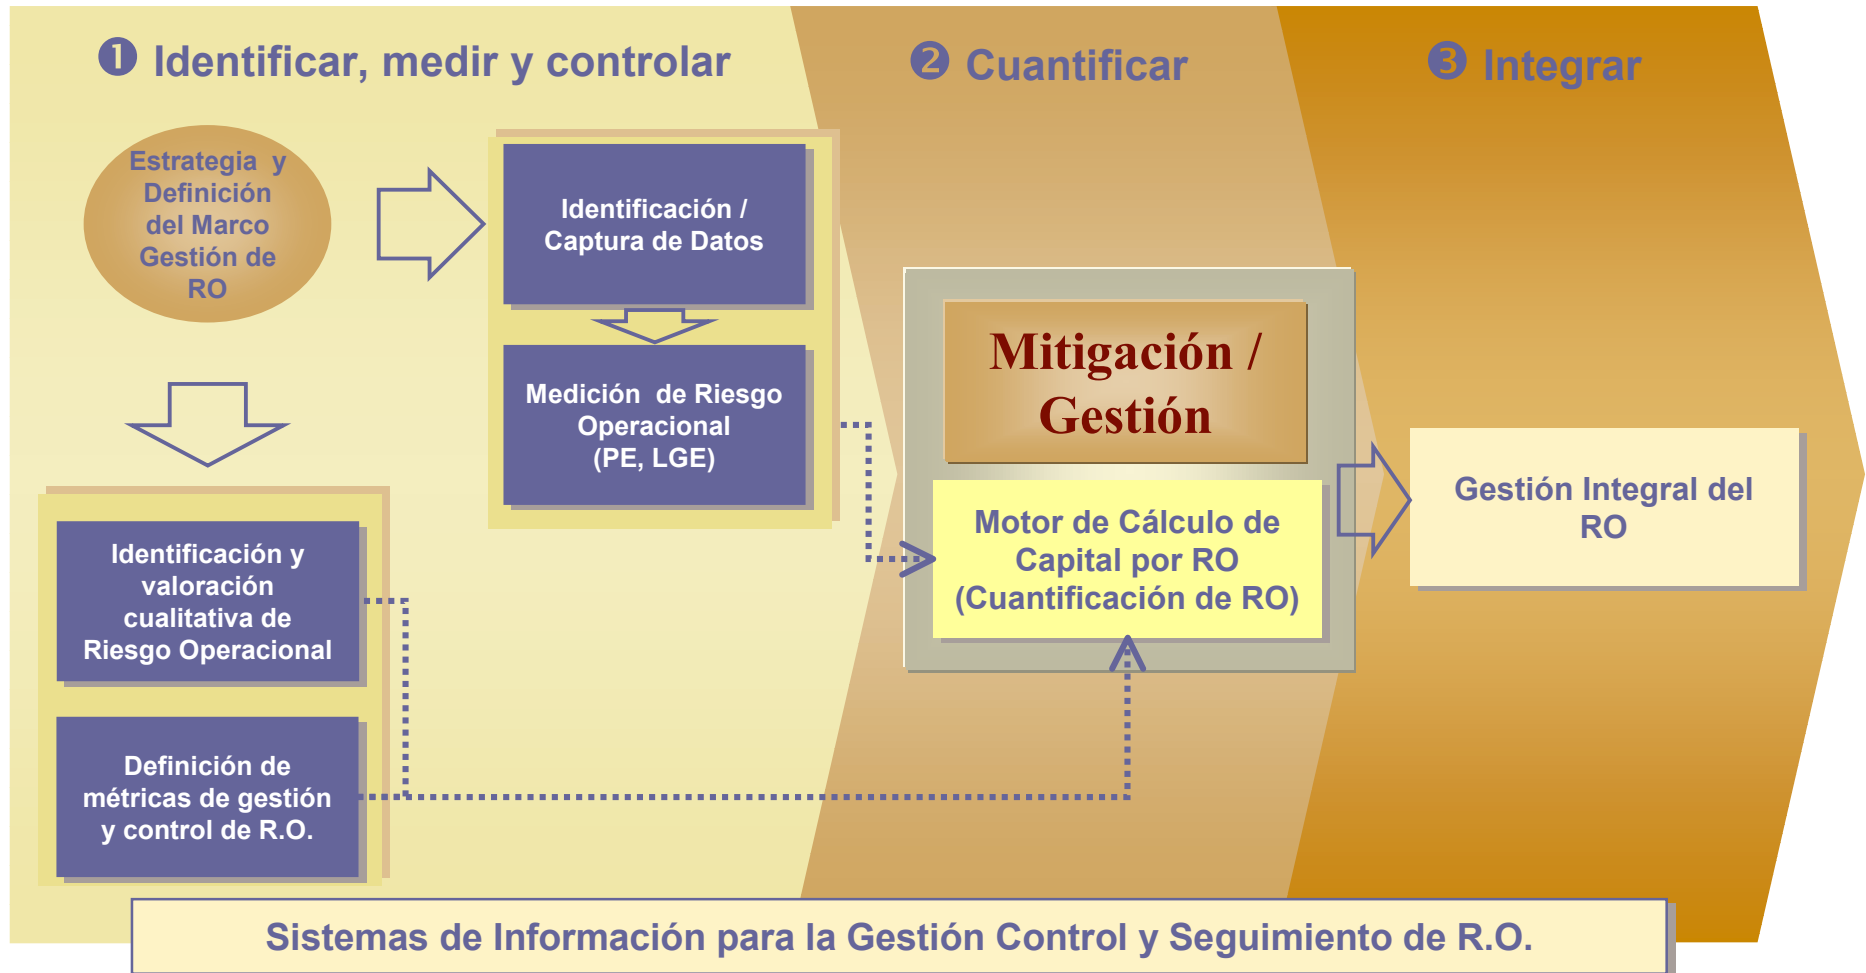 ❶ Identificar, medir y controlar
❷ Cuantificar
❸ Integrar
Estrategia y
Definición
del Marco
Gestión de
RO
Identificación /
Captura de Datos
Medición de Riesgo
Operacional
(PE, LGE)
Identificación y
valoración
cualitativa de
Riesgo Operacional
Definición de
métricas de gestión
y control de R.O.
Mitigación /
Gestión
Motor de Cálculo de
Capital por RO
(Cuantificación de RO)
Gestión Integral del
RO
Sistemas de Información para la Gestión Control y Seguimiento de R.O.